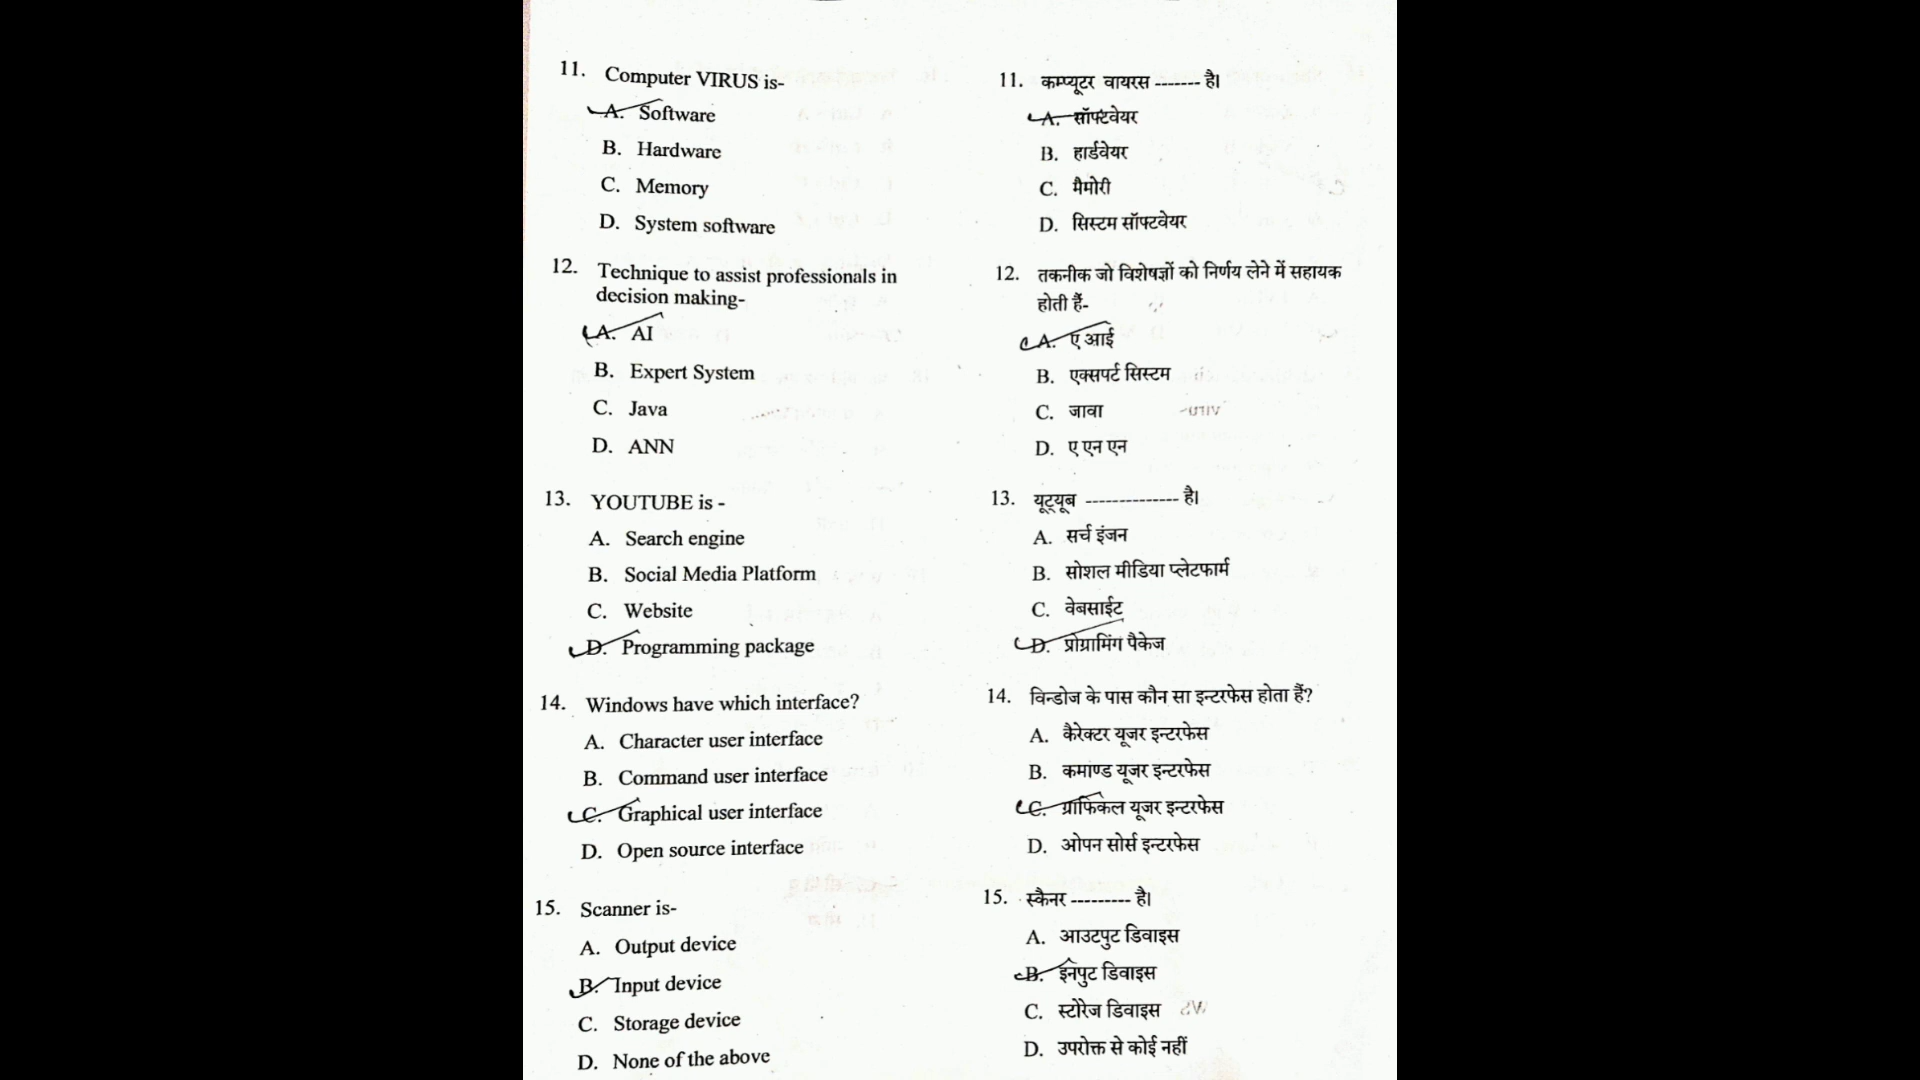 11. Computer VIRUS is-
A. Software
B. Hardware
C. Memory
D. System software
12. Technique to assist professionals in
decision making-
A. AI
B. Expert System
C. Java
D. ANN
13. YOUTUBE is -
A. Search engine
B. Social Media Platform
C. Website
D. Programming package
14. Windows have which interface?
A. Character user interface
B. Command user interface
C. Graphical user interface
D. Open source interface
15. Scanner is-
A. Output device
B. Input device
C. Storage device
D. None of the above
11. कम्प्यूटर वायरस ------- है।
A. सॉफ्टवेयर
B. हार्डवेयर
C. मैमोरी
D. सिस्टम सॉफ्टवेयर
12. तकनीक जो विशेषज्ञों को निर्णय लेने में सहायक
होती हैं-
A. ए आई
B. एक्सपर्ट सिस्टम
C. जावा
D. ए एन एन
13. यूट्यूब -------------- है।
A. सर्च इंजन
B. सोशल मीडिया प्लेटफार्म
C. वेबसाईट
D. प्रोग्रामिंग पैकेज
14. विन्डोज के पास कौन सा इन्टरफेस होता हैं?
A. कैरेक्टर यूजर इन्टरफेस
B. कमाण्ड यूजर इन्टरफेस
C. ग्राफिकल यूजर इन्टरफेस
D. ओपन सोर्स इन्टरफेस
15. स्कैनर --------- है।
A. आउटपुट डिवाइस
B. इनपुट डिवाइस
C. स्टोरेज डिवाइस
D. उपरोक्त से कोई नहीं